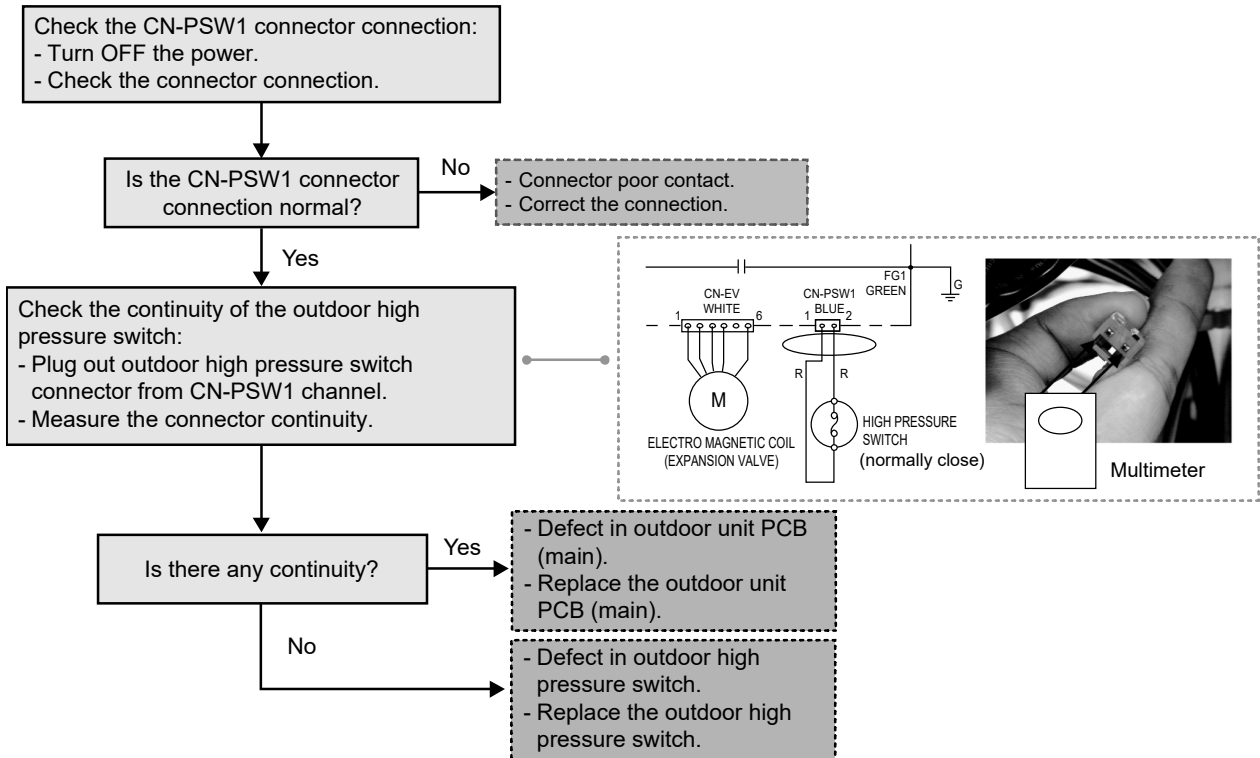 Check the CN-PSW1 connector connection:
- Turn OFF the power.
- Check the connector connection.
Is the CN-PSW1 connector
connection normal?
No
- Connector poor contact.
- Correct the connection.
Yes
Check the continuity of the outdoor high
pressure switch:
- Plug out outdoor high pressure switch
connector from CN-PSW1 channel.
- Measure the connector continuity.
FG1
GREEN
G
CN-EV
WHITE
1
6
CN-PSW1
BLUE
1
2
R
R
M
ELECTRO MAGNETIC COIL
(EXPANSION VALVE)
HIGH PRESSURE
SWITCH
(normally close)
Multimeter
Is there any continuity?
Yes
- Defect in outdoor unit PCB
(main).
- Replace the outdoor unit
PCB (main).
No
- Defect in outdoor high
pressure switch.
- Replace the outdoor high
pressure switch.